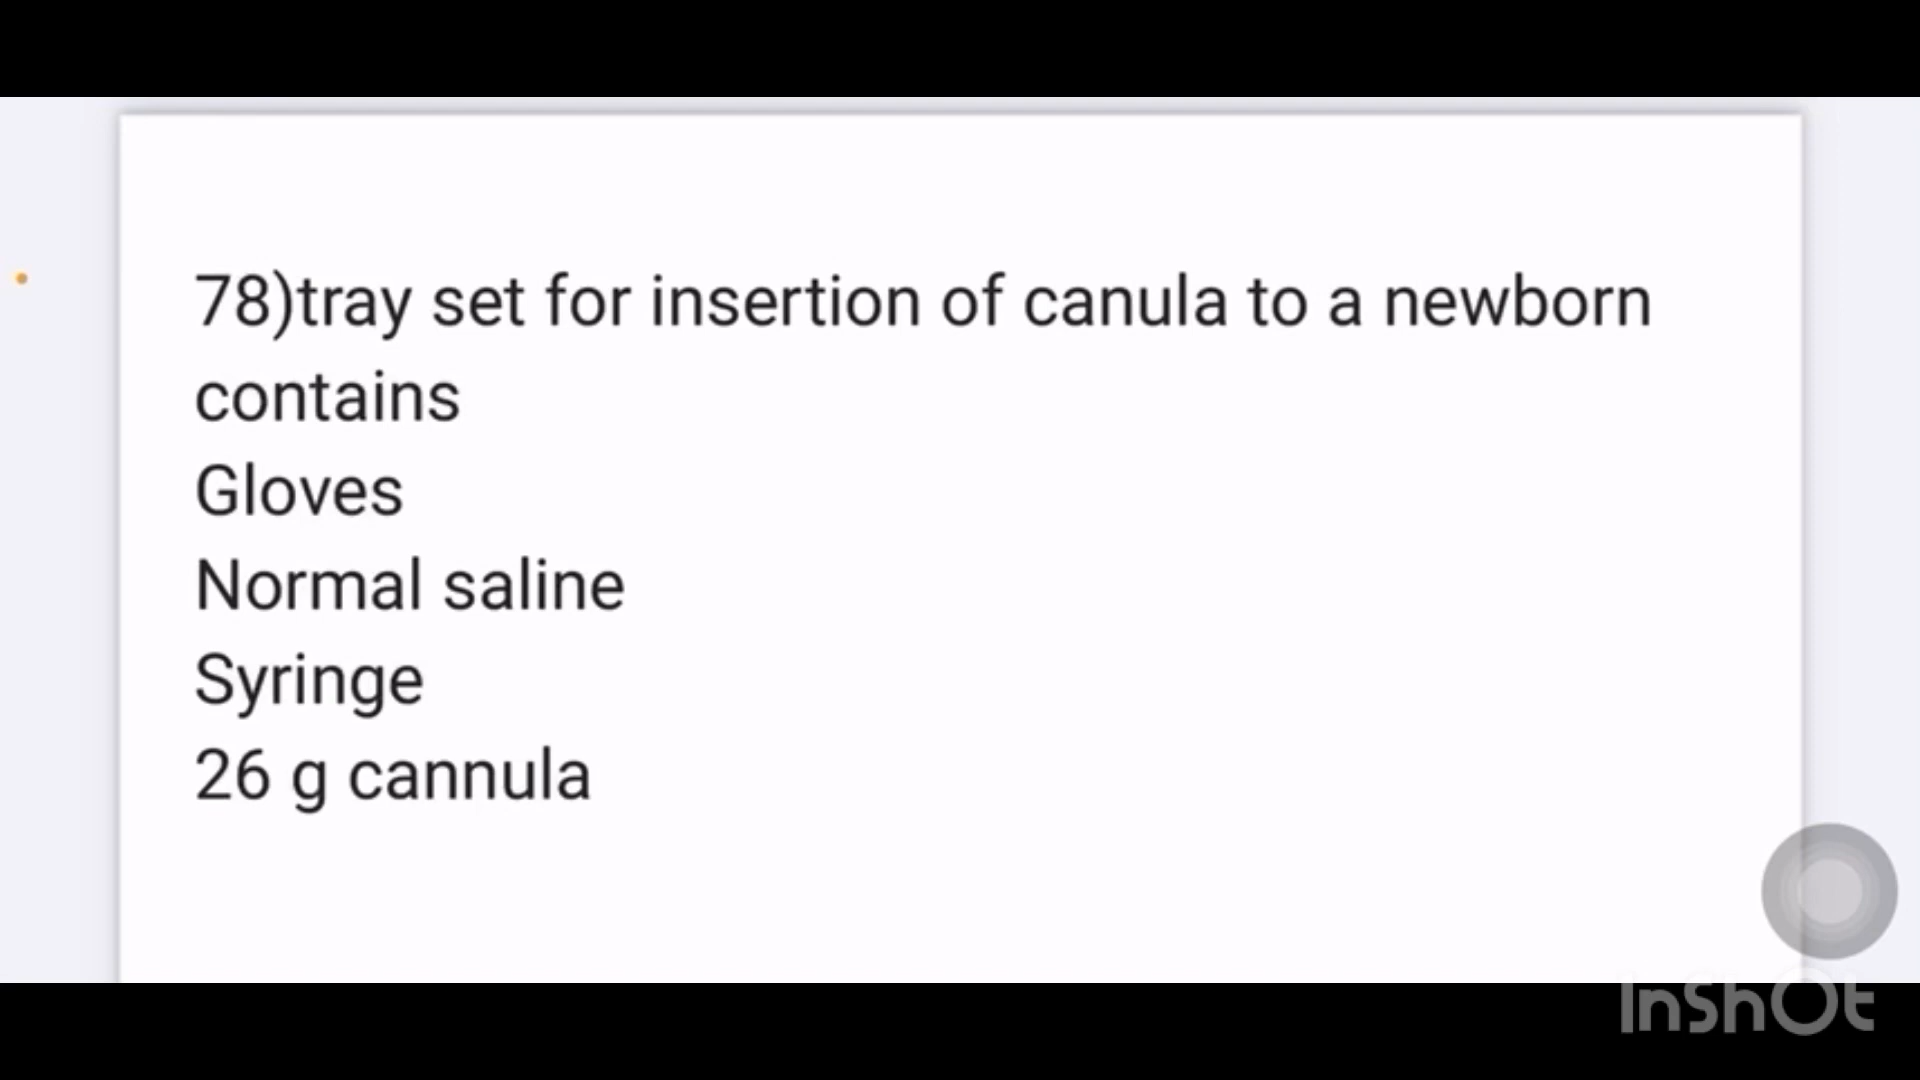 78)tray set for insertion of canula to a newborn
contains
Gloves
Normal saline
Syringe
26 g cannula
InShOt